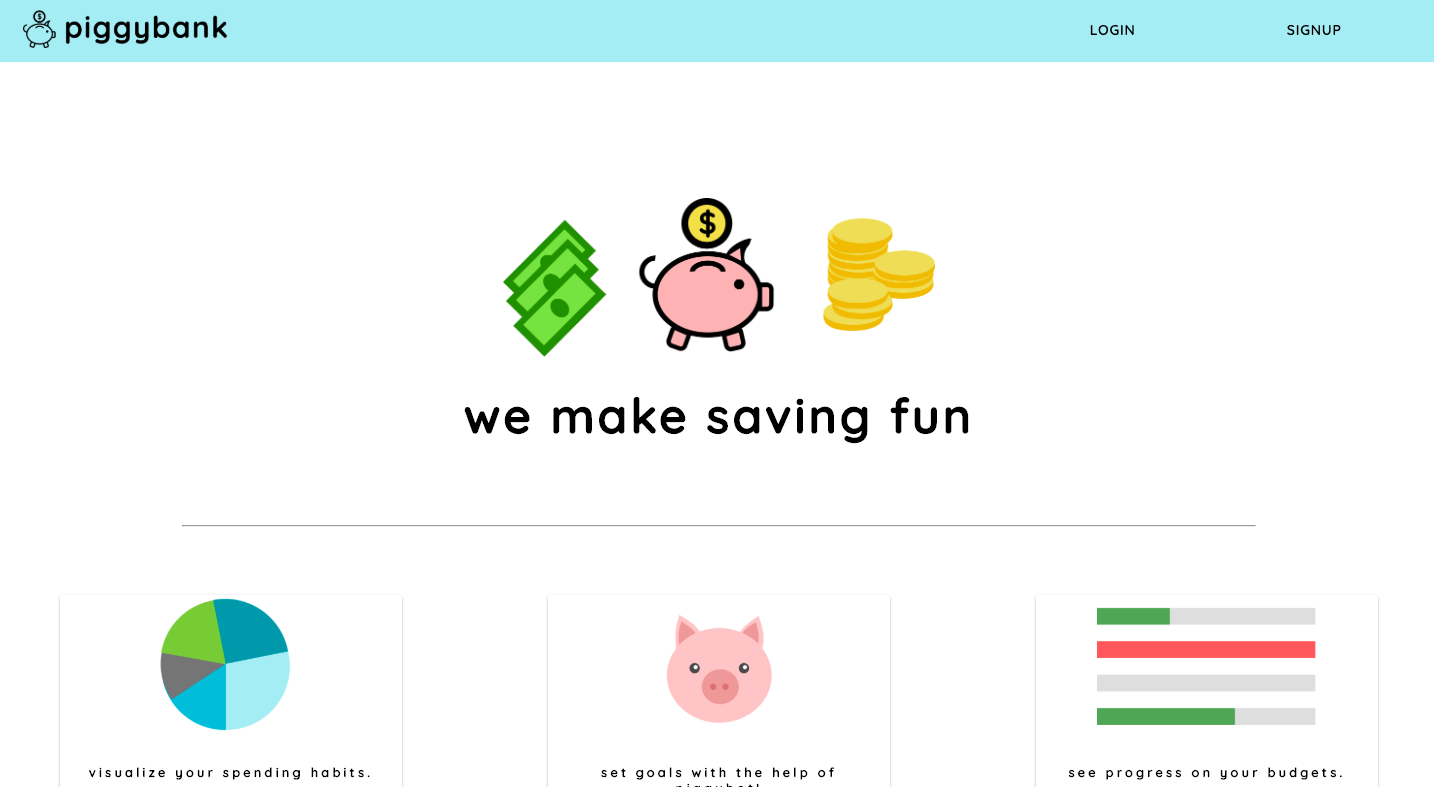 piggybank
LOGIN
SIGNUP
$
we make saving fun
visualize your spending habits.
set goals with the help of
piggybot!
see progress on your budgets.